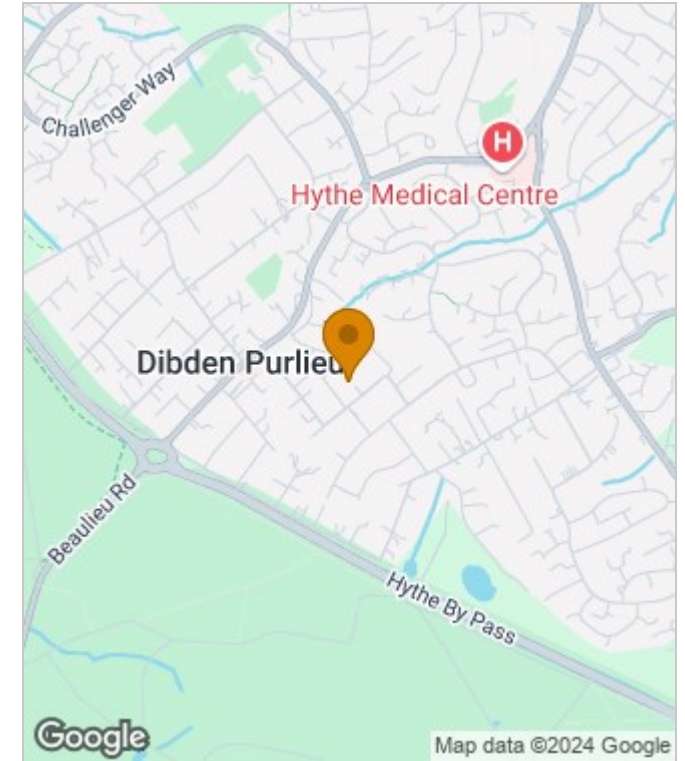 Challenger Way
H
Hythe Medical Centre
Dibden Purlieu
Beaulieu Rd
Hythe By Pass
Google
Map data ©2024 Google